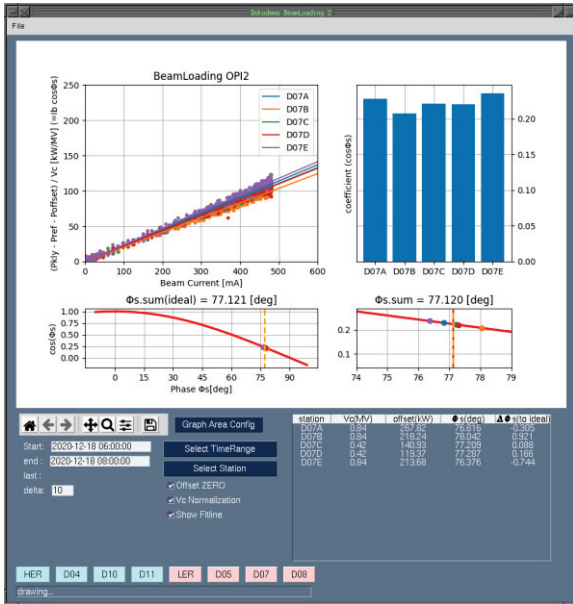 Dokodemo BeamLoading 2
File
BeamLoading OPI2
(Pkly - Pref - Poffset) / Vc [kW/MV] (=Ib cosΦs)
250
200
150
100
50
0
D07A
D07B
D07C
D07D
D07E
0 100 200 300 400 500 600
Beam Current [mA]
coefficient (cosΦs)
0.20
0.15
0.10
0.05
0.00
D07A D07B D07C D07D D07E
Φs.sum(ideal) = 77.121 [deg]
cos(Φs)
1.00
0.75
0.50
0.25
0.00
0 15 30 45 60 75 90
Phase Φs[deg]
Φs.sum = 77.120 [deg]
0.2
0.1
74 75 76 77 78 79
Graph Area Config
Start: 2020-12-18 06:00:00
end : 2020-12-18 08:00:00
last :
delta: 10
Select TimeRange
Select Station
Offset ZERO
Vc Normalization
Show Fitline
station Vc(MV) offset(kW) Φs(deg) ΔΦs(to ideal)
D07A 0.84 267.82 76.816 -0.305
D07B 0.84 218.24 78.042 0.921
D07C 0.42 140.93 77.209 0.088
D07D 0.42 119.37 77.287 0.166
D07E 0.84 213.68 76.376 -0.744
HER D04 D10 D11 LER D05 D07 D08
drawing...